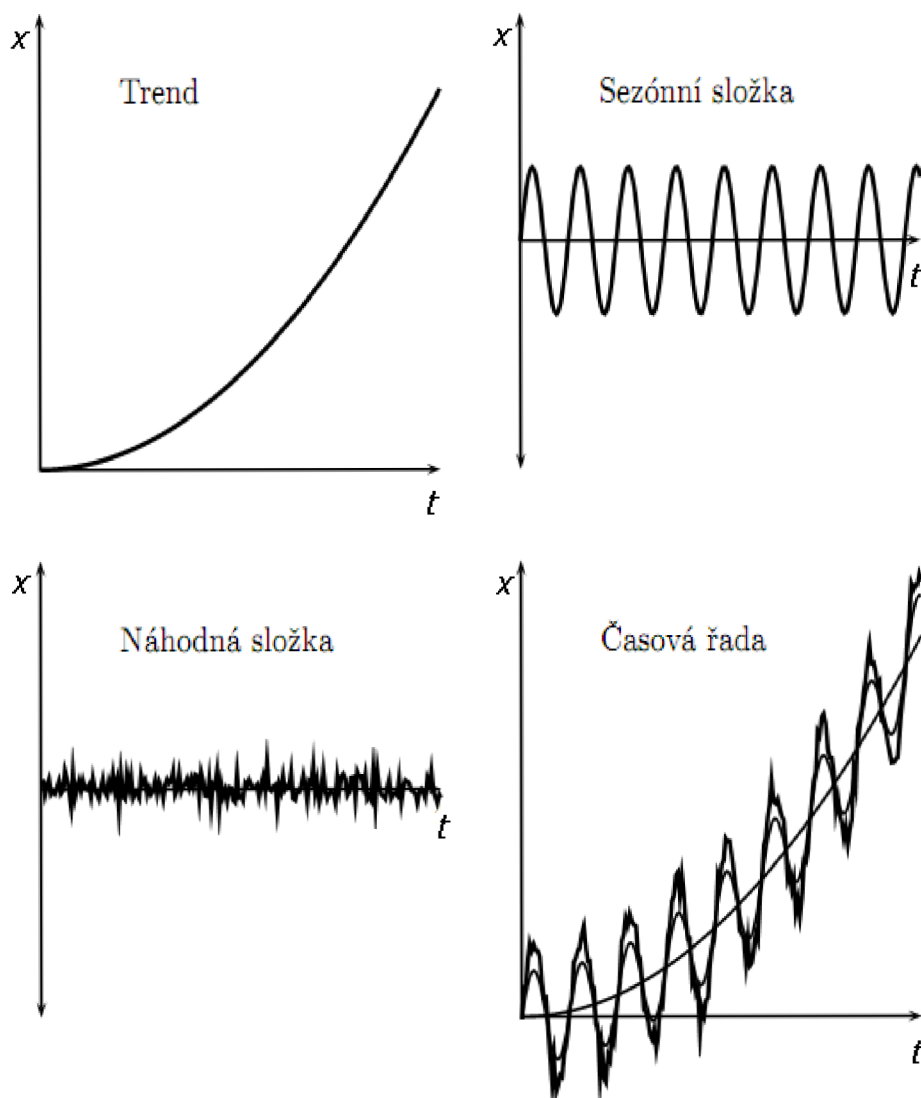 x
Trend
t
x
Sezónní složka
t
x
Náhodná složka
t
x
Časová řada
t